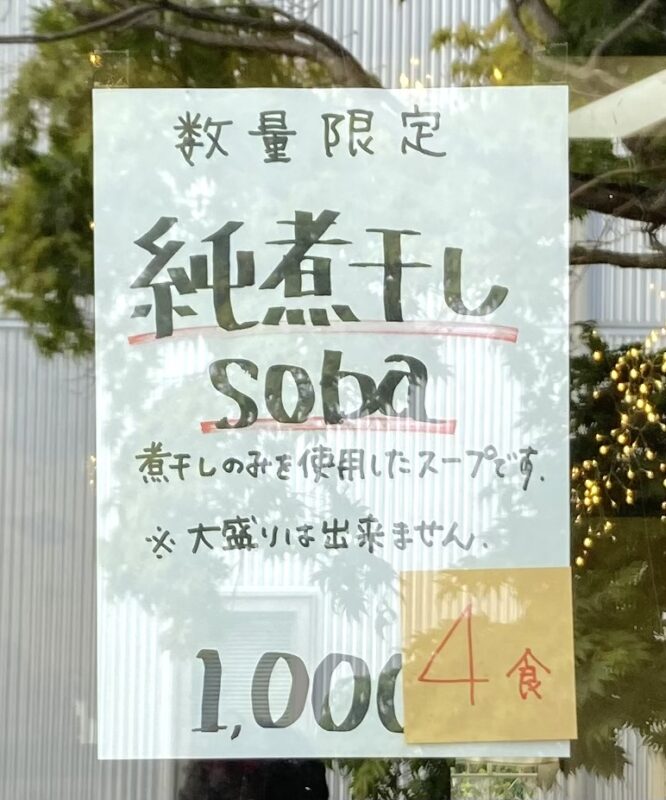 数量限定
純煮干し
soba
煮干しのみを使用したスープです.
※大盛りは出来ません.
1,000
4食